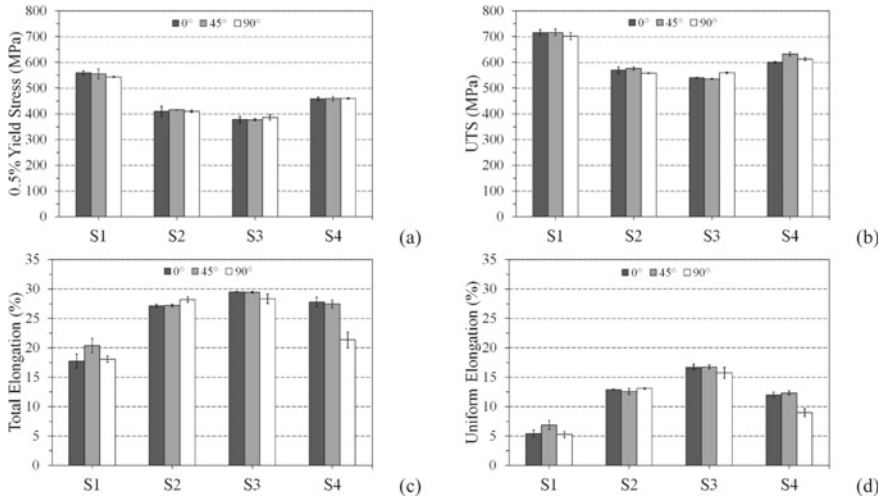 800
700
600
500
400
300
200
100
0
0.5% Yield Stress (MPa)
0° 45° 90°
S1 S2 S3 S4
(a)
800
700
600
500
400
300
200
100
0
UTS (MPa)
0° 45° 90°
S1 S2 S3 S4
(b)
35
30
25
20
15
10
5
0
Total Elongation (%)
0° 45° 90°
S1 S2 S3 S4
(c)
35
30
25
20
15
10
5
0
Uniform Elongation (%)
0° 45° 90°
S1 S2 S3 S4
(d)